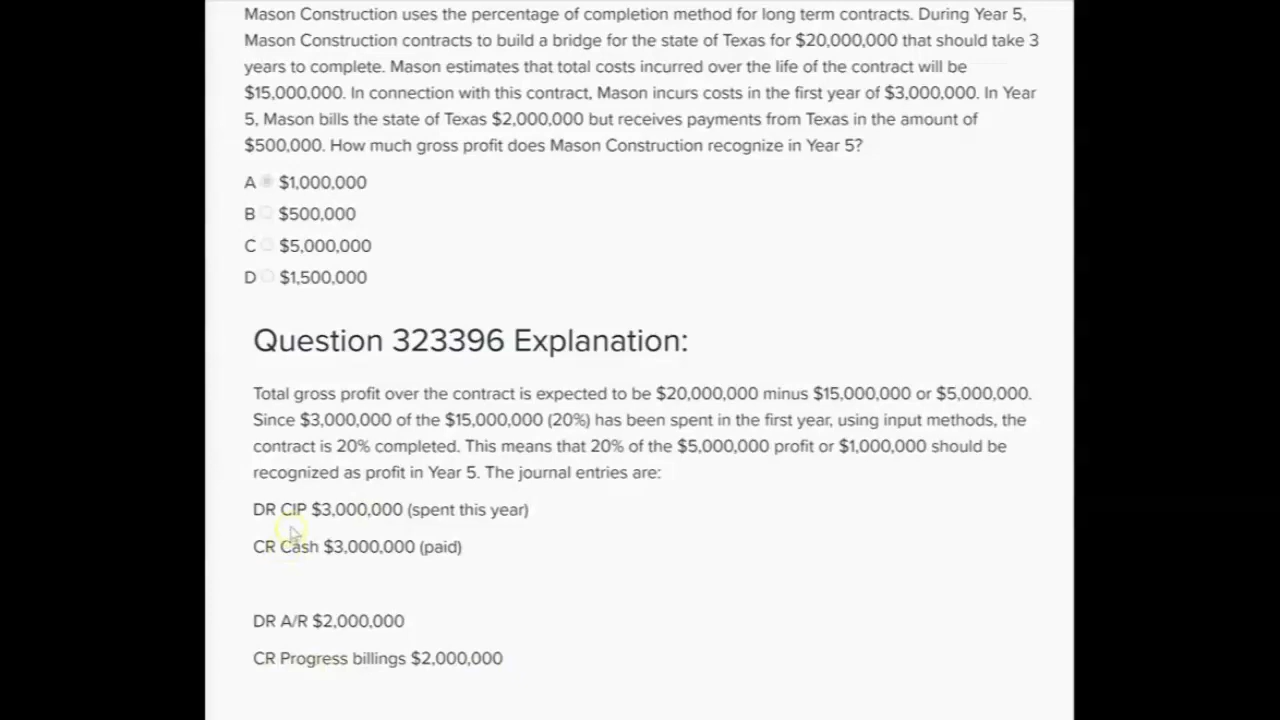 Mason Construction uses the percentage of completion method for long term contracts. During Year 5,
Mason Construction contracts to build a bridge for the state of Texas for $20,000,000 that should take 3
years to complete. Mason estimates that total costs incurred over the life of the contract will be
$15,000,000. In connection with this contract, Mason incurs costs in the first year of $3,000,000. In Year
5, Mason bills the state of Texas $2,000,000 but receives payments from Texas in the amount of
$500,000. How much gross profit does Mason Construction recognize in Year 5?
A $1,000,000
B $500,000
C $5,000,000
D $1,500,000
Question 323396 Explanation:
Total gross profit over the contract is expected to be $20,000,000 minus $15,000,000 or $5,000,000.
Since $3,000,000 of the $15,000,000 (20%) has been spent in the first year, using input methods, the
contract is 20% completed. This means that 20% of the $5,000,000 profit or $1,000,000 should be
recognized as profit in Year 5. The journal entries are:
DR CIP $3,000,000 (spent this year)
CR Cash $3,000,000 (paid)
DR A/R $2,000,000
CR Progress billings $2,000,000